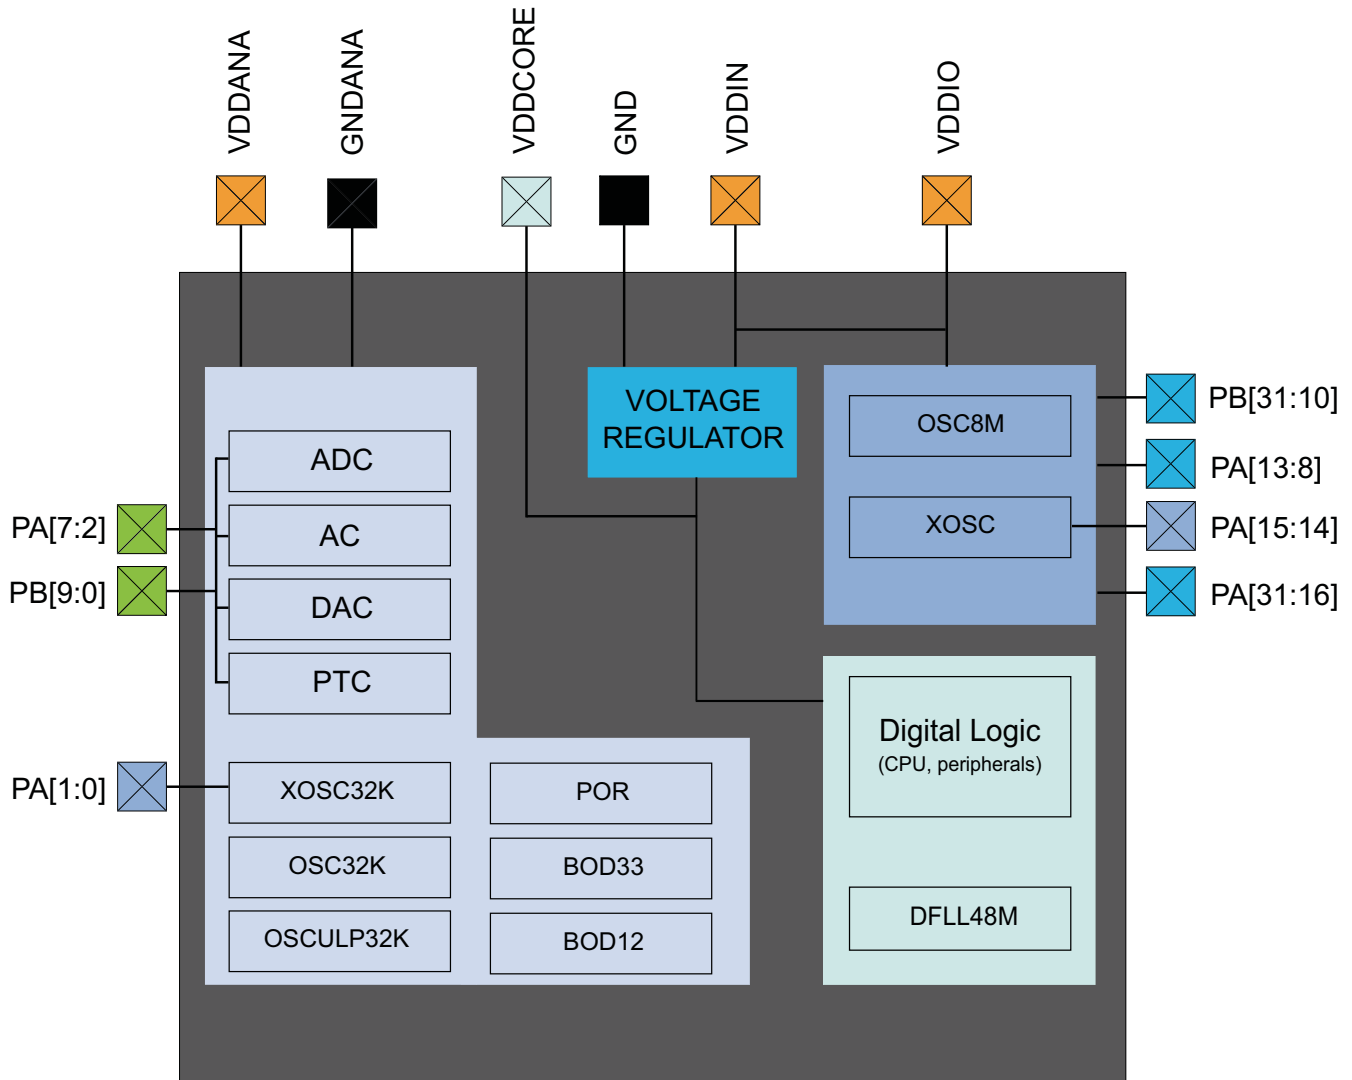 VDDANA
GNDANA
VDDCORE
GND
VDDIN
VDDIO
VOLTAGE
REGULATOR
OSC8M
XOSC
PB[31:10]
PA[13:8]
PA[15:14]
PA[31:16]
ADC
AC
DAC
PTC
PA[7:2]
PB[9:0]
PA[1:0]
XOSC32K
OSC32K
OSCULP32K
POR
BOD33
BOD12
Digital Logic
(CPU, peripherals)
DFLL48M